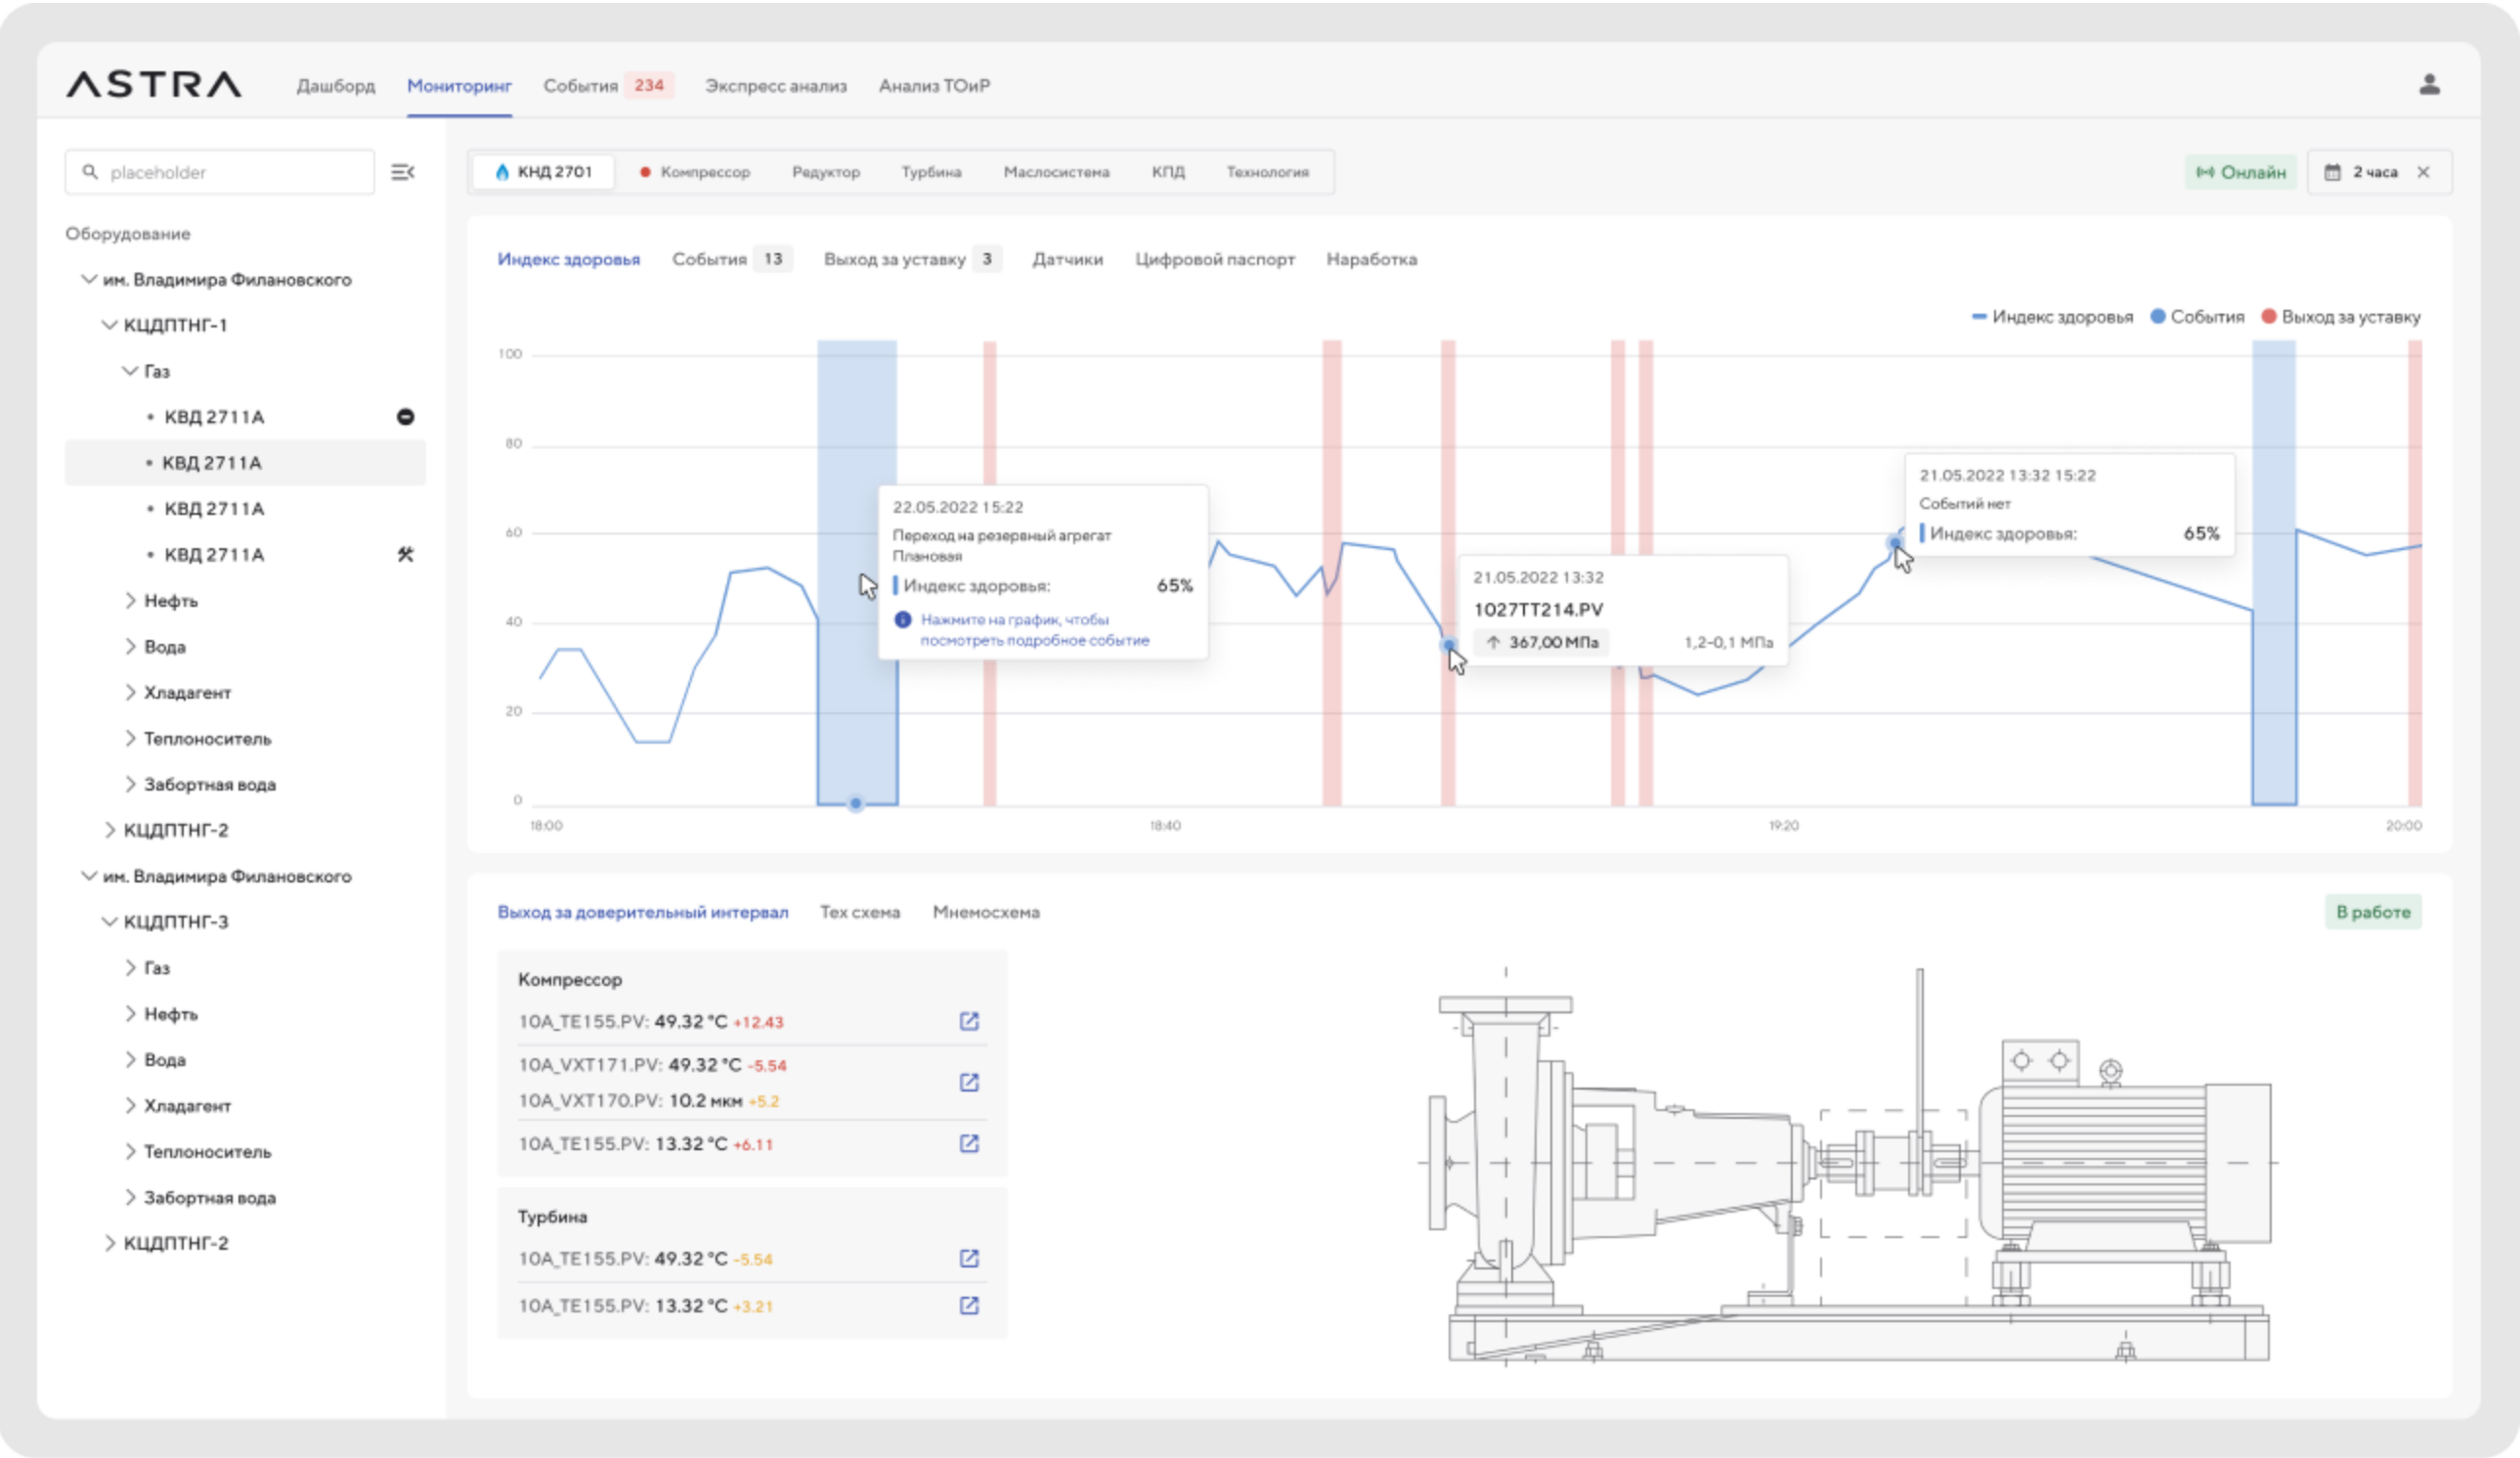 ASTRA
Дашборд
Мониторинг
События 234
Экспресс анализ
Анализ ТОиР
placeholder
Оборудование
им. Владимира Филановского
КЦДПТНГ-1
Газ
КВД 2711А
КВД 2711А
КВД 2711А
КВД 2711А
Нефть
Вода
Хладагент
Теплоноситель
Забортная вода
КЦДПТНГ-2
им. Владимира Филановского
КЦДПТНГ-3
Газ
Нефть
Вода
Хладагент
Теплоноситель
Забортная вода
КЦДПТНГ-2
КНД 2701
Компрессор
Редуктор
Турбина
Маслосистема
КПД
Технология
Онлайн
2 часа
Индекс здоровья
События 13
Выход за уставку 3
Датчики
Цифровой паспорт
Наработка
Индекс здоровья
События
Выход за уставку
100
80
60
40
20
0
18:00
18:40
19:20
20:00
22.05.2022 15:22
Переход на резервный агрегат
Плановая
Индекс здоровья: 65%
Нажмите на график, чтобы
посмотреть подробное событие
21.05.2022 13:32
1027TT214.PV
↑ 367,00 МПа 1,2-0,1 МПа
21.05.2022 13:32 15:22
Событий нет
Индекс здоровья: 65%
Выход за доверительный интервал
Тех схема
Мнемосхема
В работе
Компрессор
10A_TE155.PV: 49.32 °C +12.43
10A_VXT171.PV: 49.32 °C -5.54
10A_VXT170.PV: 10.2 мкм +5.2
10A_TE155.PV: 13.32 °C +6.11
Турбина
10A_TE155.PV: 49.32 °C -5.54
10A_TE155.PV: 13.32 °C +3.21